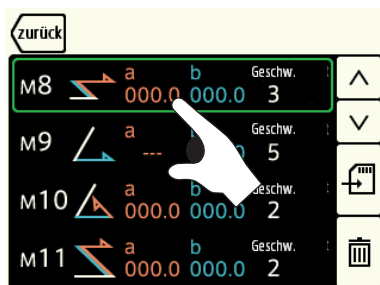 zurück
M8 a 000.0 b 000.0 Geschw. 3
M9 a --- Geschw. 5
M10 a 000.0 b 000.0 Geschw. 2
M11 a 000.0 b 000.0 Geschw. 2